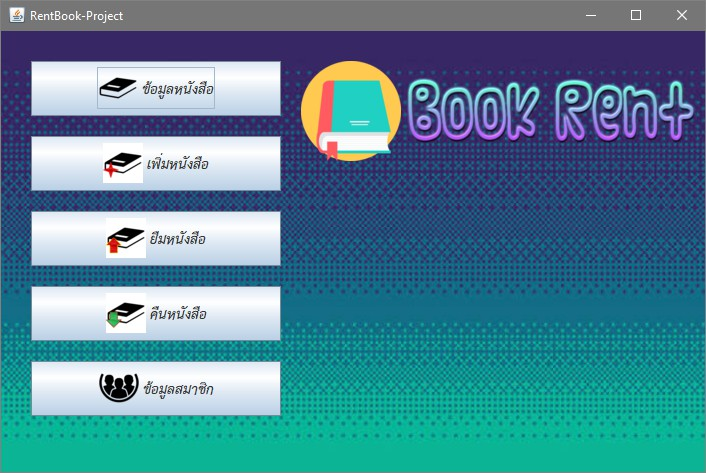 RentBook-Project
Book Rent
ข้อมูลหนังสือ
เพิ่มหนังสือ
ยืมหนังสือ
คืนหนังสือ
ข้อมูลสมาชิก